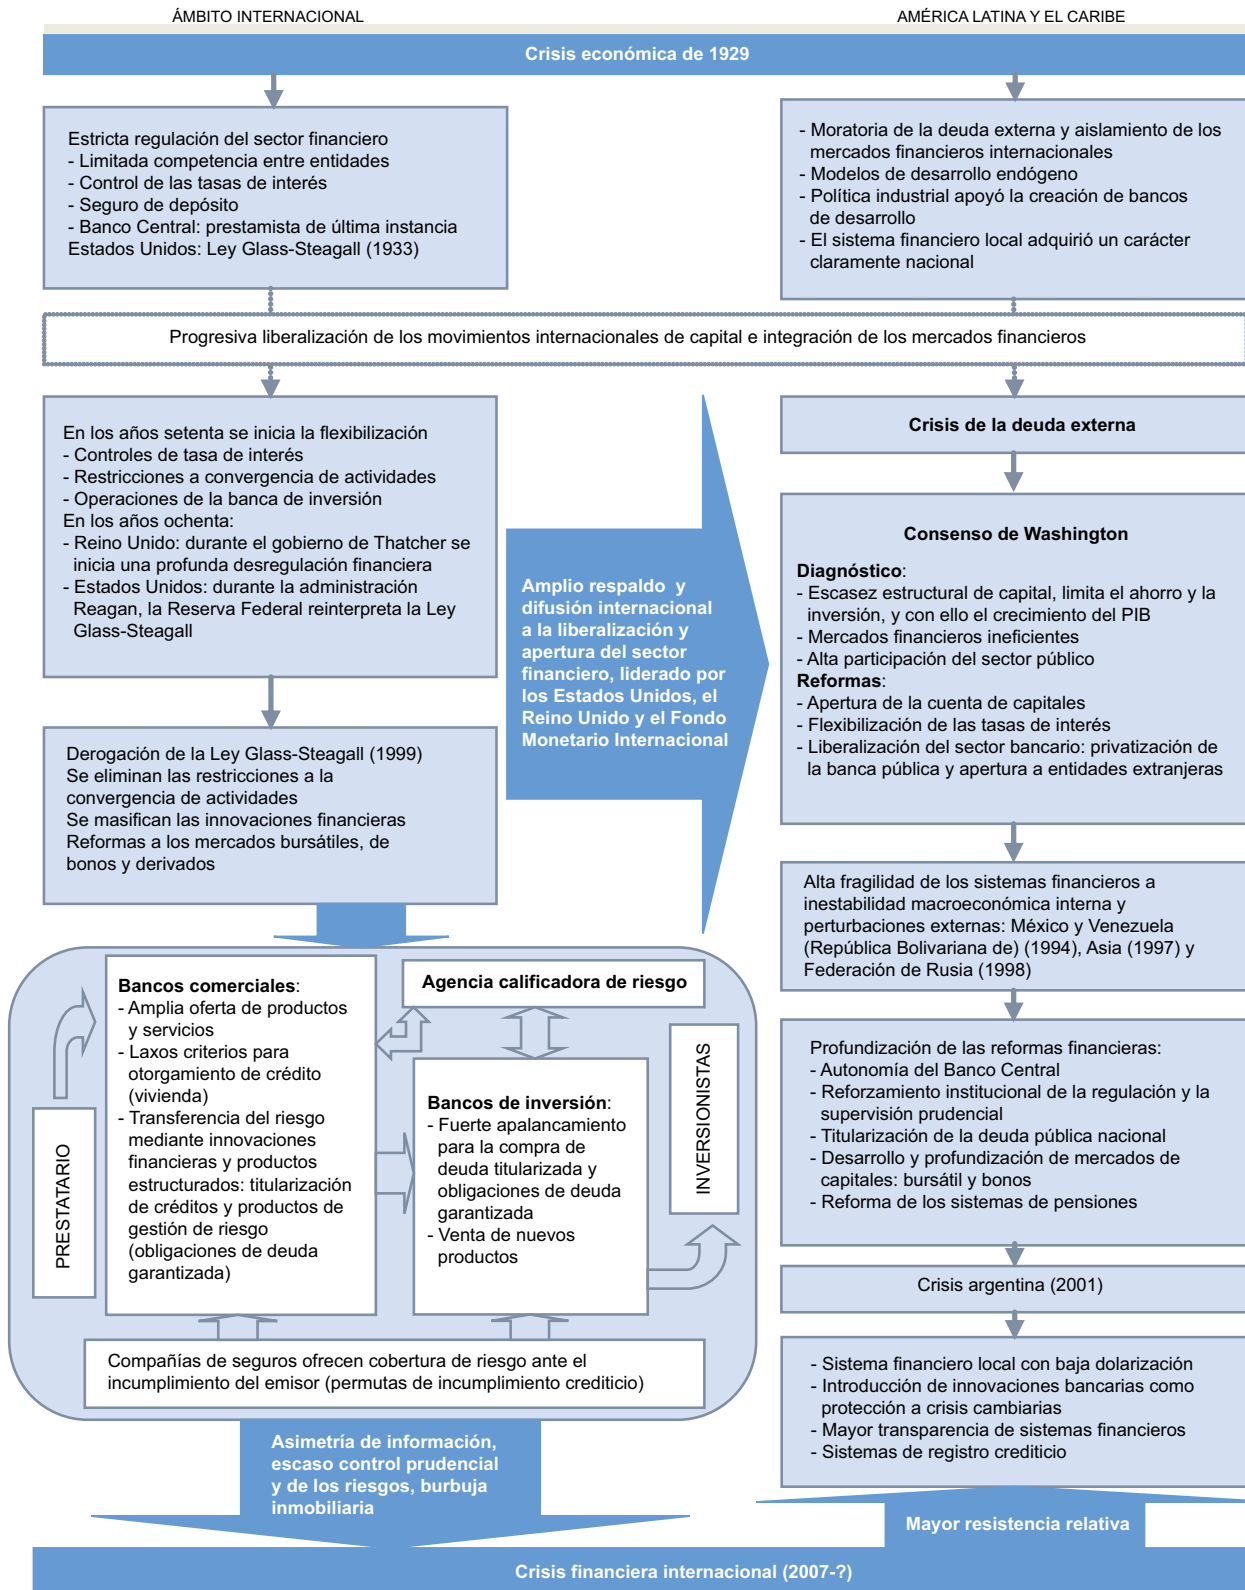 ÁMBITO INTERNACIONAL
AMÉRICA LATINA Y EL CARIBE
Crisis económica de 1929
Estricta regulación del sector financiero
- Limitada competencia entre entidades
- Control de las tasas de interés
- Seguro de depósito
- Banco Central: prestamista de última instancia
Estados Unidos: Ley Glass-Steagall (1933)
- Moratoria de la deuda externa y aislamiento de los
mercados financieros internacionales
- Modelos de desarrollo endógeno
- Política industrial apoyó la creación de bancos
de desarrollo
- El sistema financiero local adquirió un carácter
claramente nacional
Progresiva liberalización de los movimientos internacionales de capital e integración de los mercados financieros
En los años setenta se inicia la flexibilización
- Controles de tasa de interés
- Restricciones a convergencia de actividades
- Operaciones de la banca de inversión
En los años ochenta:
- Reino Unido: durante el gobierno de Thatcher se
inicia una profunda desregulación financiera
- Estados Unidos: durante la administración
Reagan, la Reserva Federal reinterpreta la Ley
Glass-Steagall
Derogación de la Ley Glass-Steagall (1999)
Se eliminan las restricciones a la
convergencia de actividades
Se masifican las innovaciones financieras
Reformas a los mercados bursátiles, de
bonos y derivados
Amplio respaldo y
difusión internacional
a la liberalización y
apertura del sector
financiero, liderado por
los Estados Unidos, el
Reino Unido y el Fondo
Monetario Internacional
Crisis de la deuda externa
Consenso de Washington
Diagnóstico:
- Escasez estructural de capital, limita el ahorro y la
inversión, y con ello el crecimiento del PIB
- Mercados financieros ineficientes
- Alta participación del sector público
Reformas:
- Apertura de la cuenta de capitales
- Flexibilización de las tasas de interés
- Liberalización del sector bancario: privatización de
la banca pública y apertura a entidades extranjeras
Alta fragilidad de los sistemas financieros a
inestabilidad macroeconómica interna y
perturbaciones externas: México y Venezuela
(República Bolivariana de) (1994), Asia (1997) y
Federación de Rusia (1998)
Profundización de las reformas financieras:
- Autonomía del Banco Central
- Reforzamiento institucional de la regulación y la
supervisión prudencial
- Titularización de la deuda pública nacional
- Desarrollo y profundización de mercados de
capitales: bursátil y bonos
- Reforma de los sistemas de pensiones
Crisis argentina (2001)
- Sistema financiero local con baja dolarización
- Introducción de innovaciones bancarias como
protección a crisis cambiarias
- Mayor transparencia de sistemas financieros
- Sistemas de registro crediticio
Mayor resistencia relativa
PRESTATARIO
Bancos comerciales:
- Amplia oferta de productos
y servicios
- Laxos criterios para
otorgamiento de crédito
(vivienda)
- Transferencia del riesgo
mediante innovaciones
financieras y productos
estructurados: titularización
de créditos y productos de
gestión de riesgo
(obligaciones de deuda
garantizada)
Agencia calificadora de riesgo
Bancos de inversión:
- Fuerte apalancamiento
para la compra de
deuda titularizada y
obligaciones de deuda
garantizada
- Venta de nuevos
productos
INVERSIONISTAS
Compañías de seguros ofrecen cobertura de riesgo ante el
incumplimiento del emisor (permutas de incumplimiento crediticio)
Asimetría de información,
escaso control prudencial
y de los riesgos, burbuja
inmobiliaria
Crisis financiera internacional (2007-?)